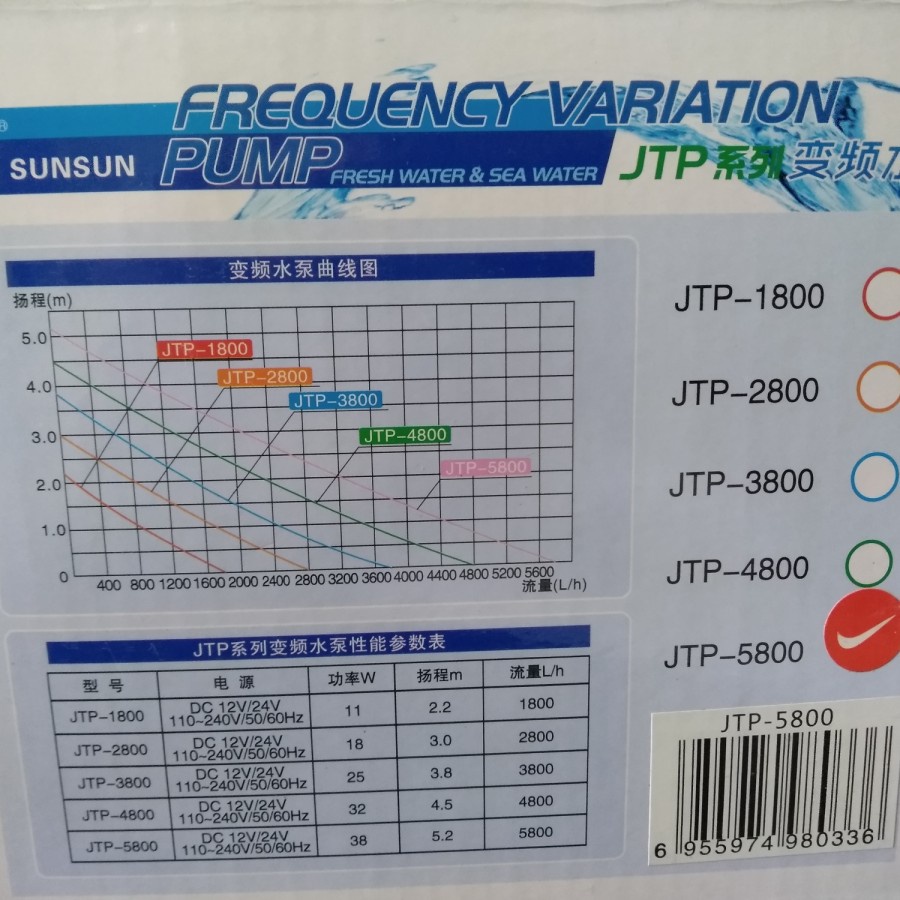 ®
FREQUENCY VARIATION
SUNSUN
PUMP
FRESH WATER & SEA WATER
JTP系列
变频水
变频水泵曲线图
扬程(m)
5.0
4.0
3.0
2.0
1.0
0
JTP-1800
JTP-2800
JTP-3800
JTP-4800
JTP-5800
400 800 1200 1600 2000 2400 2800 3200 3600 4000 4400 4800 5200 5600
流量(L/h)
JTP-1800
JTP-2800
JTP-3800
JTP-4800
JTP-5800
JTP系列变频水泵性能参数表
型 号 电 源 功率W 扬程m 流量L/h
JTP-1800 DC 12V/24V 11 2.2 1800
110~240V/50/60Hz
JTP-2800 DC 12V/24V 18 3.0 2800
110~240V/50/60Hz
JTP-3800 DC 12V/24V 25 3.8 3800
110~240V/50/60Hz
JTP-4800 DC 12V/24V 32 4.5 4800
110~240V/50/60Hz
JTP-5800 DC 12V/24V 38 5.2 5800
110~240V/50/60Hz
JTP-5800
6 955974 980336